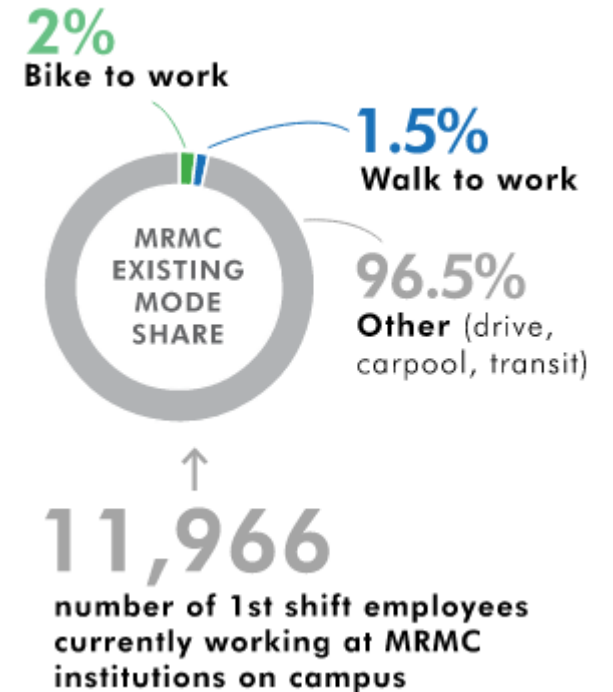 2%
Bike to work
1.5%
Walk to work
MRMC
EXISTING
MODE
SHARE
96.5%
Other (drive,
carpool, transit)
↑
11,966
number of 1st shift employees
currently working at MRMC
institutions on campus